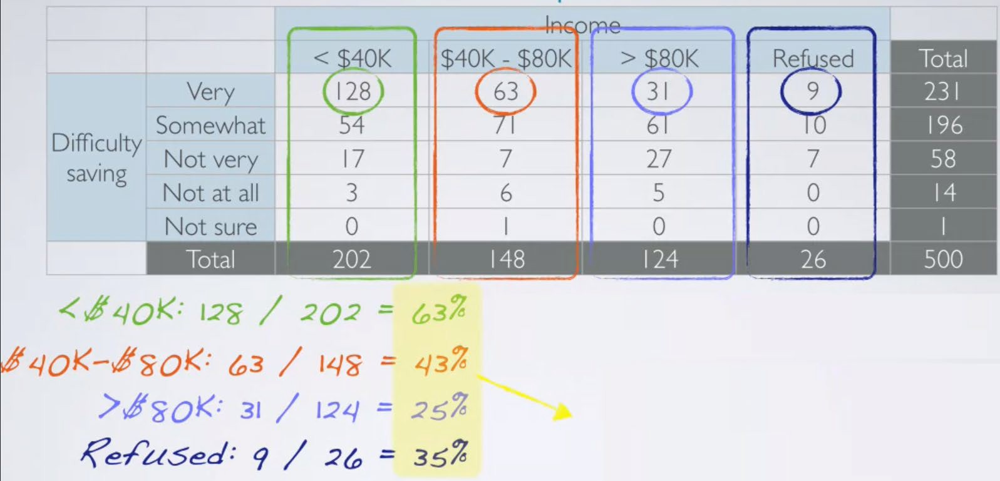 Income
< $40K $40K - $80K > $80K Refused Total
Very 128 63 31 9 231
Somewhat 54 71 61 10 196
Difficulty saving
Not very 17 7 27 7 58
Not at all 3 6 5 0 14
Not sure 0 1 0 0 1
Total 202 148 124 26 500
<$40K: 128 / 202 = 63%
$40K-$80K: 63 / 148 = 43%
>$80K: 31 / 124 = 25%
Refused: 9 / 26 = 35%